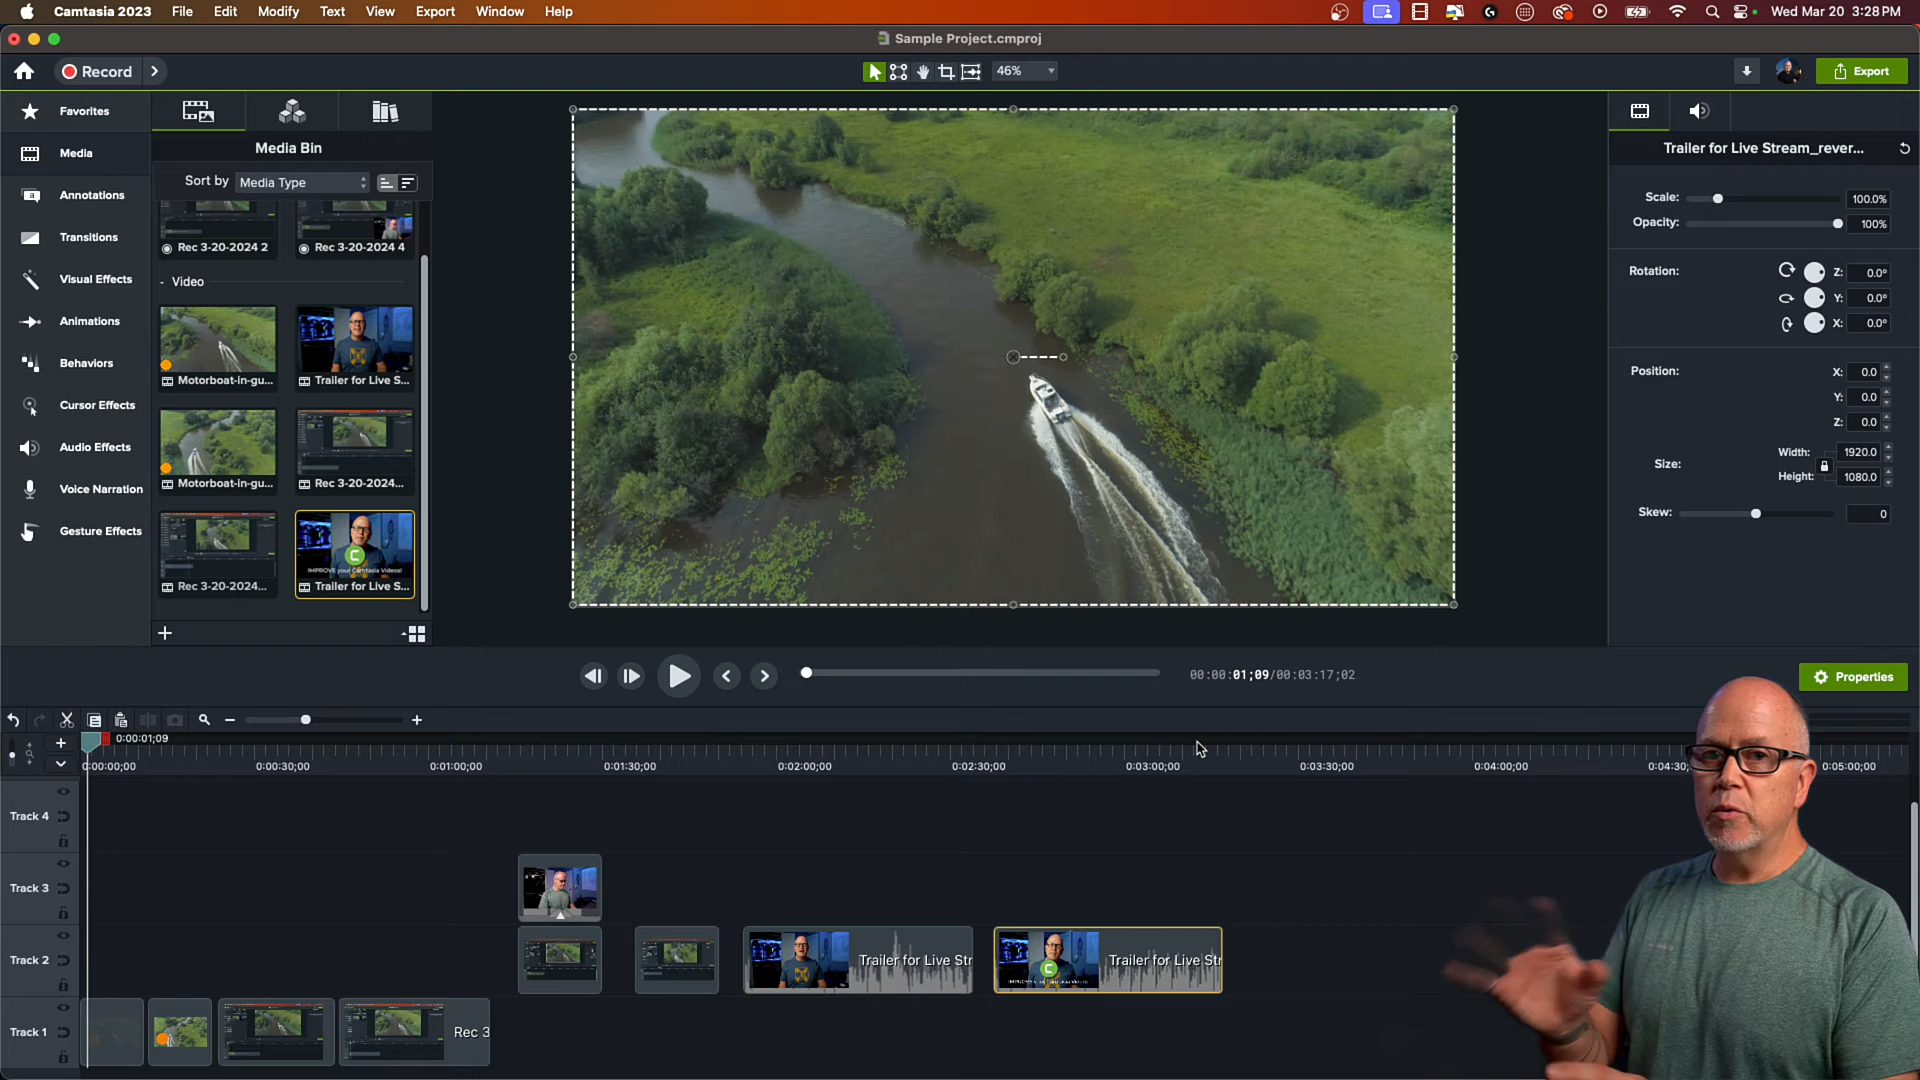 Camtasia 2023 File Edit Modify Text View Export Window Help
Wed Mar 20 3:28 PM
Sample Project.cmproj
Record
46%
Export
Favorites
Media
Annotations
Transitions
Visual Effects
Animations
Behaviors
Cursor Effects
Audio Effects
Voice Narration
Gesture Effects
Media Bin
Sort by Media Type
Rec 3-20-2024 2
Rec 3-20-2024 4
- Video
Motorboat-in-gu...
Trailer for Live S...
Motorboat-in-gu...
Rec 3-20-2024...
Rec 3-20-2024...
IMPROVE your Camtasia Videos!
Trailer for Live S...
Trailer for Live Stream_rever...
Scale: 100.0%
Opacity: 100%
Rotation: Z: 0.0°
Y: 0.0°
X: 0.0°
Position: X: 0.0
Y: 0.0
Z: 0.0
Size: Width: 1920.0
Height: 1080.0
Skew: 0
00:00:01;09/00:03:17;02
Properties
0:00:01;09
0:00:00;00 0:00:30;00 0:01:00;00 0:01:30;00 0:02:00;00 0:02:30;00 0:03:00;00 0:03:30;00 0:04:00;00 0:04:30; 0:05:00;00
Track 4
Track 3
Track 2
Trailer for Live Str
Trailer for Live Str
Track 1
Rec 3